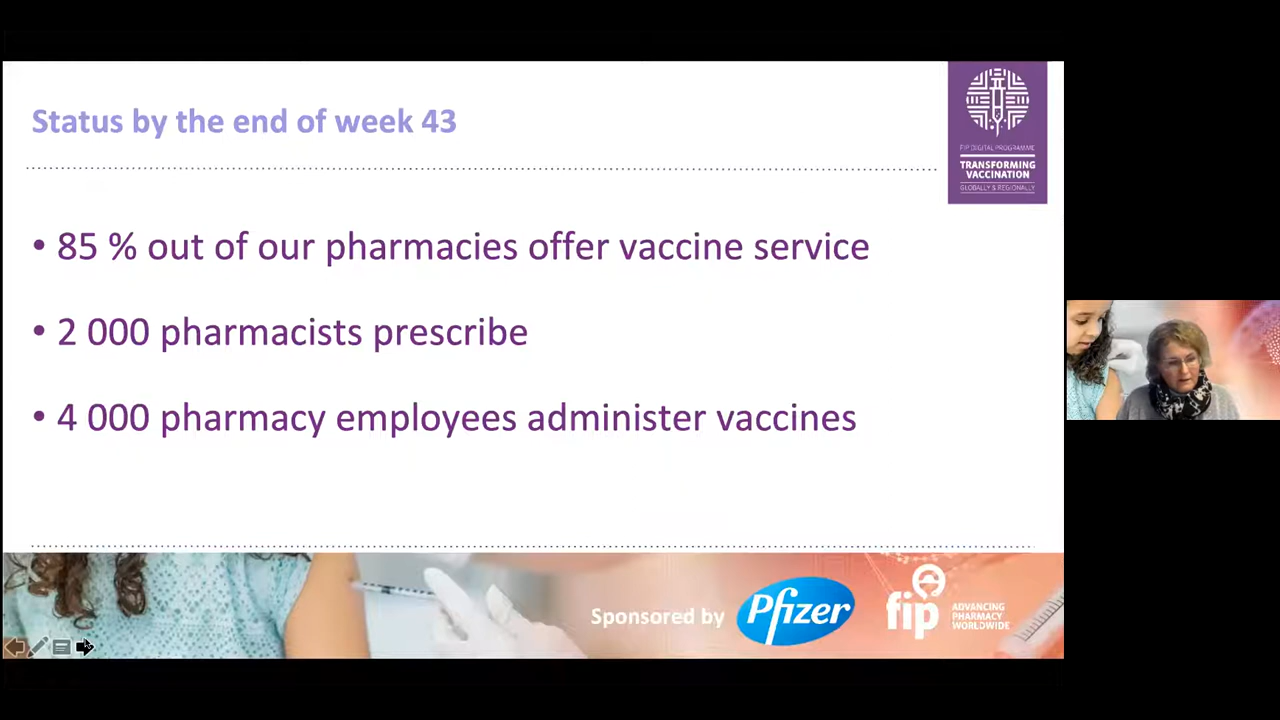 Status by the end of week 43
FIP DIGITAL PROGRAMME
TRANSFORMING
VACCINATION
GLOBALLY & REGIONALLY
• 85 % out of our pharmacies offer vaccine service
• 2 000 pharmacists prescribe
• 4 000 pharmacy employees administer vaccines
Sponsored by
Pfizer
fip
ADVANCING
PHARMACY
WORLDWIDE